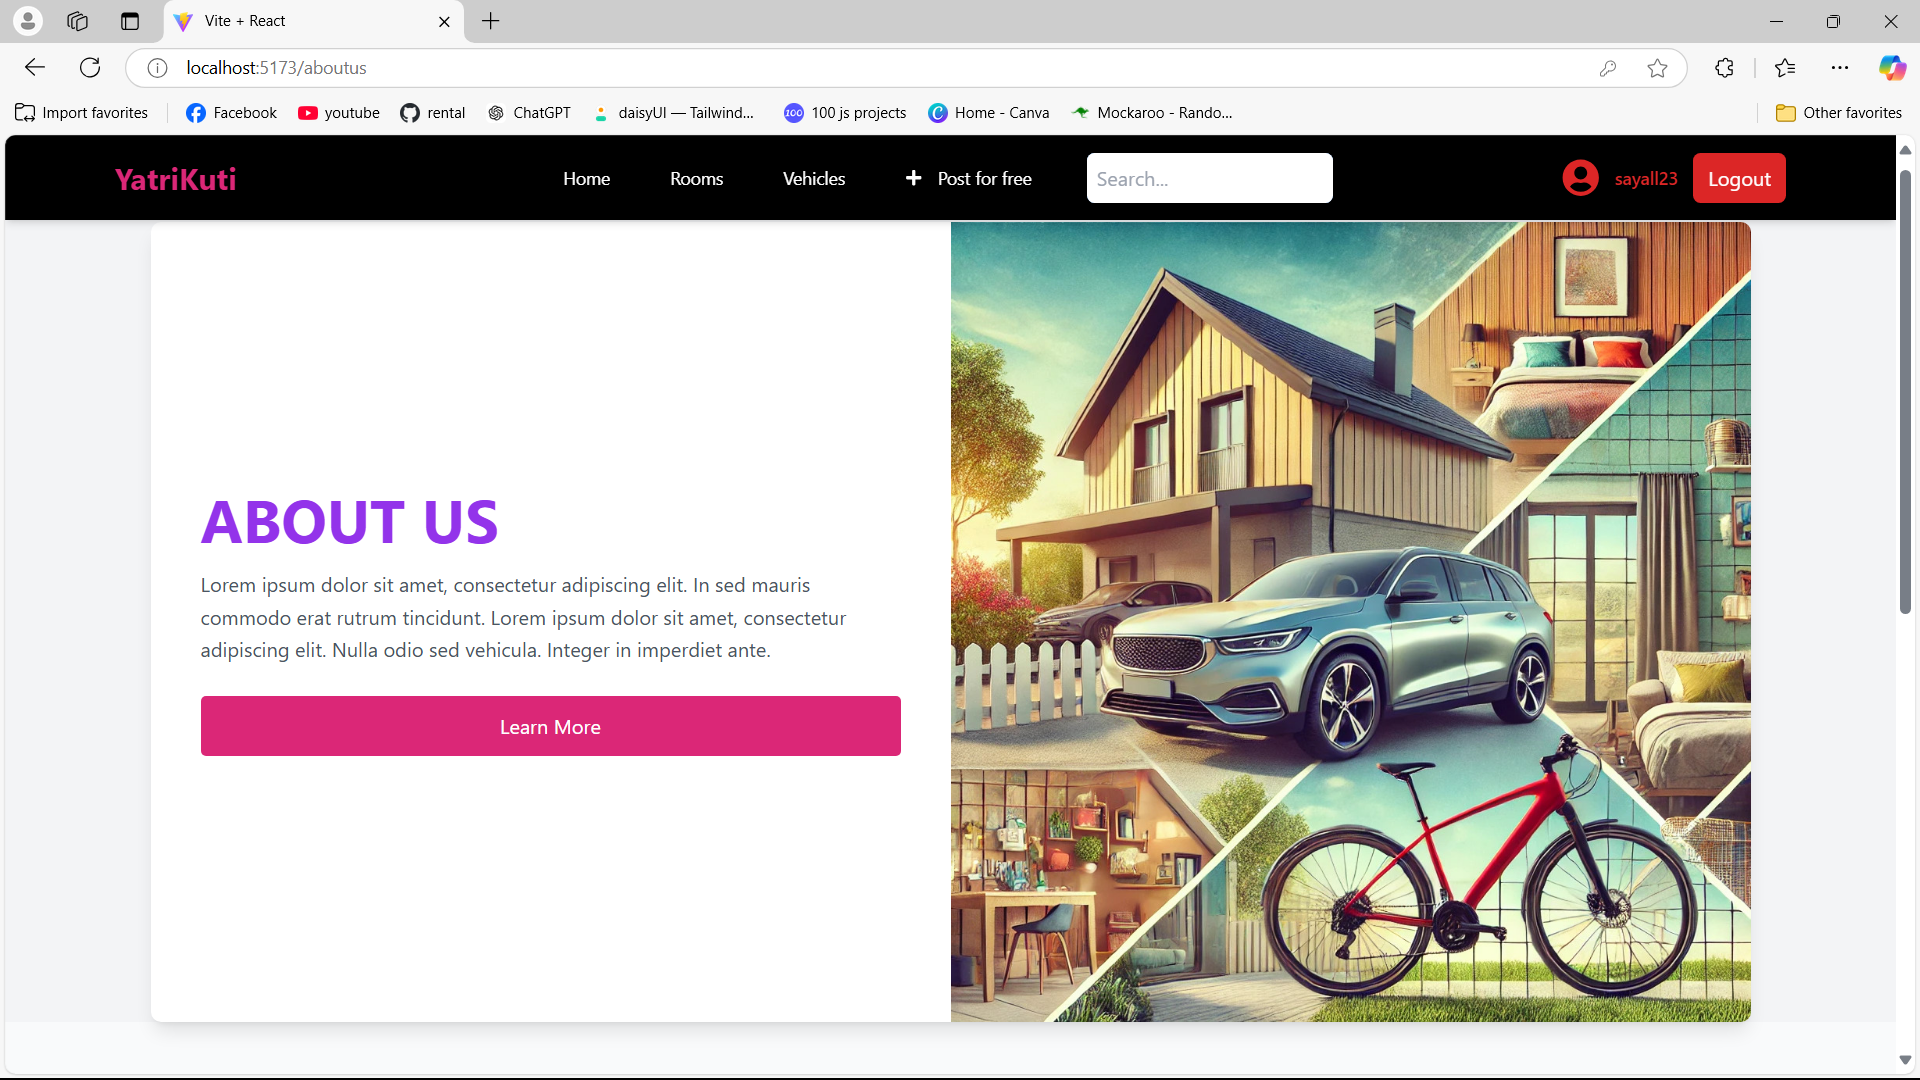 Vite + React
localhost:5173/aboutus
Import favorites
Facebook
youtube
rental
ChatGPT
daisyUI — Tailwind...
100 100 js projects
Home - Canva
Mockaroo - Rando...
Other favorites
YatriKuti
Home
Rooms
Vehicles
+ Post for free
Search...
sayall23
Logout
ABOUT US
Lorem ipsum dolor sit amet, consectetur adipiscing elit. In sed mauris
commodo erat rutrum tincidunt. Lorem ipsum dolor sit amet, consectetur
adipiscing elit. Nulla odio sed vehicula. Integer in imperdiet ante.
Learn More